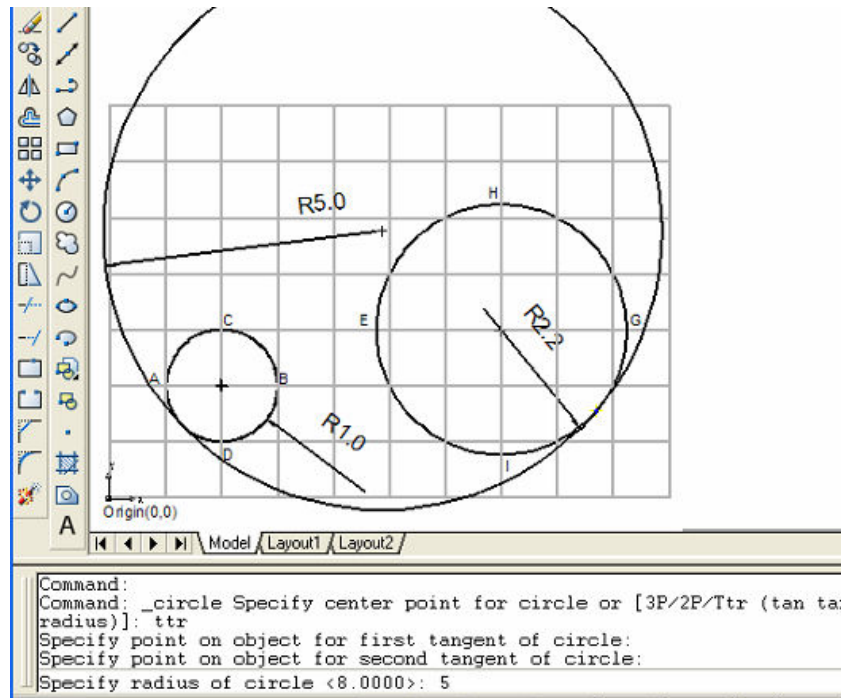 H
R5.0
C
E
R2.2
G
A
B
R1.0
D
I
Y
X
Origin(0,0)
A
Model Layout1 Layout2
Command:
Command: _circle Specify center point for circle or [3P/2P/Ttr (tan ta
radius)]: ttr
Specify point on object for first tangent of circle:
Specify point on object for second tangent of circle:
Specify radius of circle <8.0000>: 5